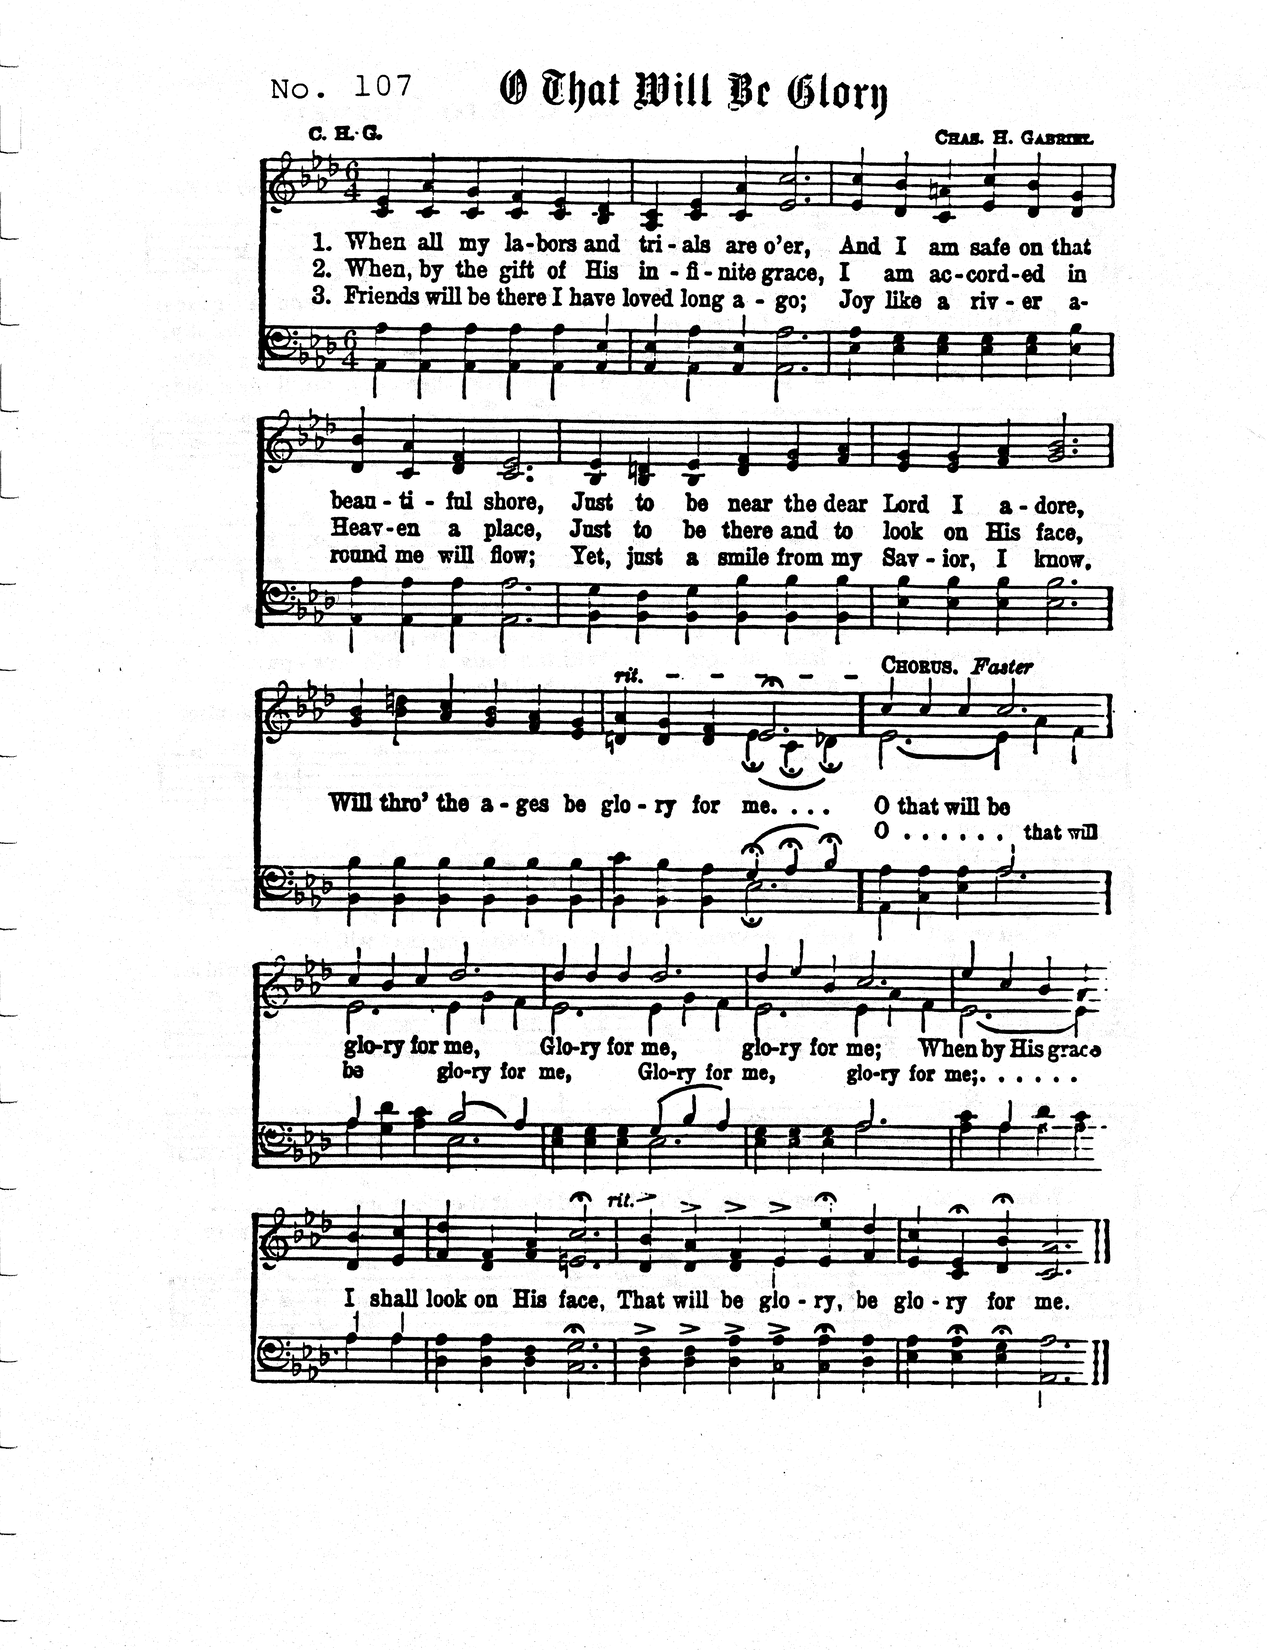 No. 107 O That Will Be Glory
C. H. G. CHAS. H. GABRIEL
1. When all my la-bors and tri-als are o'er, And I am safe on that
2. When, by the gift of His in-fi-nite grace, I am ac-cord-ed in
3. Friends will be there I have loved long a-go; Joy like a riv-er a-
beau-ti-ful shore, Just to be near the dear Lord I a-dore,
Heav-en a place, Just to be there and to look on His face,
round me will flow; Yet, just a smile from my Sav-ior, I know,
rit. CHORUS. Faster
Will thro' the a-ges be glo-ry for me.... O that will be
O ...... that will
glo-ry for me, Glo-ry for me, glo-ry for me; When by His grace
be glo-ry for me, Glo-ry for me, glo-ry for me;......
rit.
I shall look on His face, That will be glo-ry, be glo-ry for me.